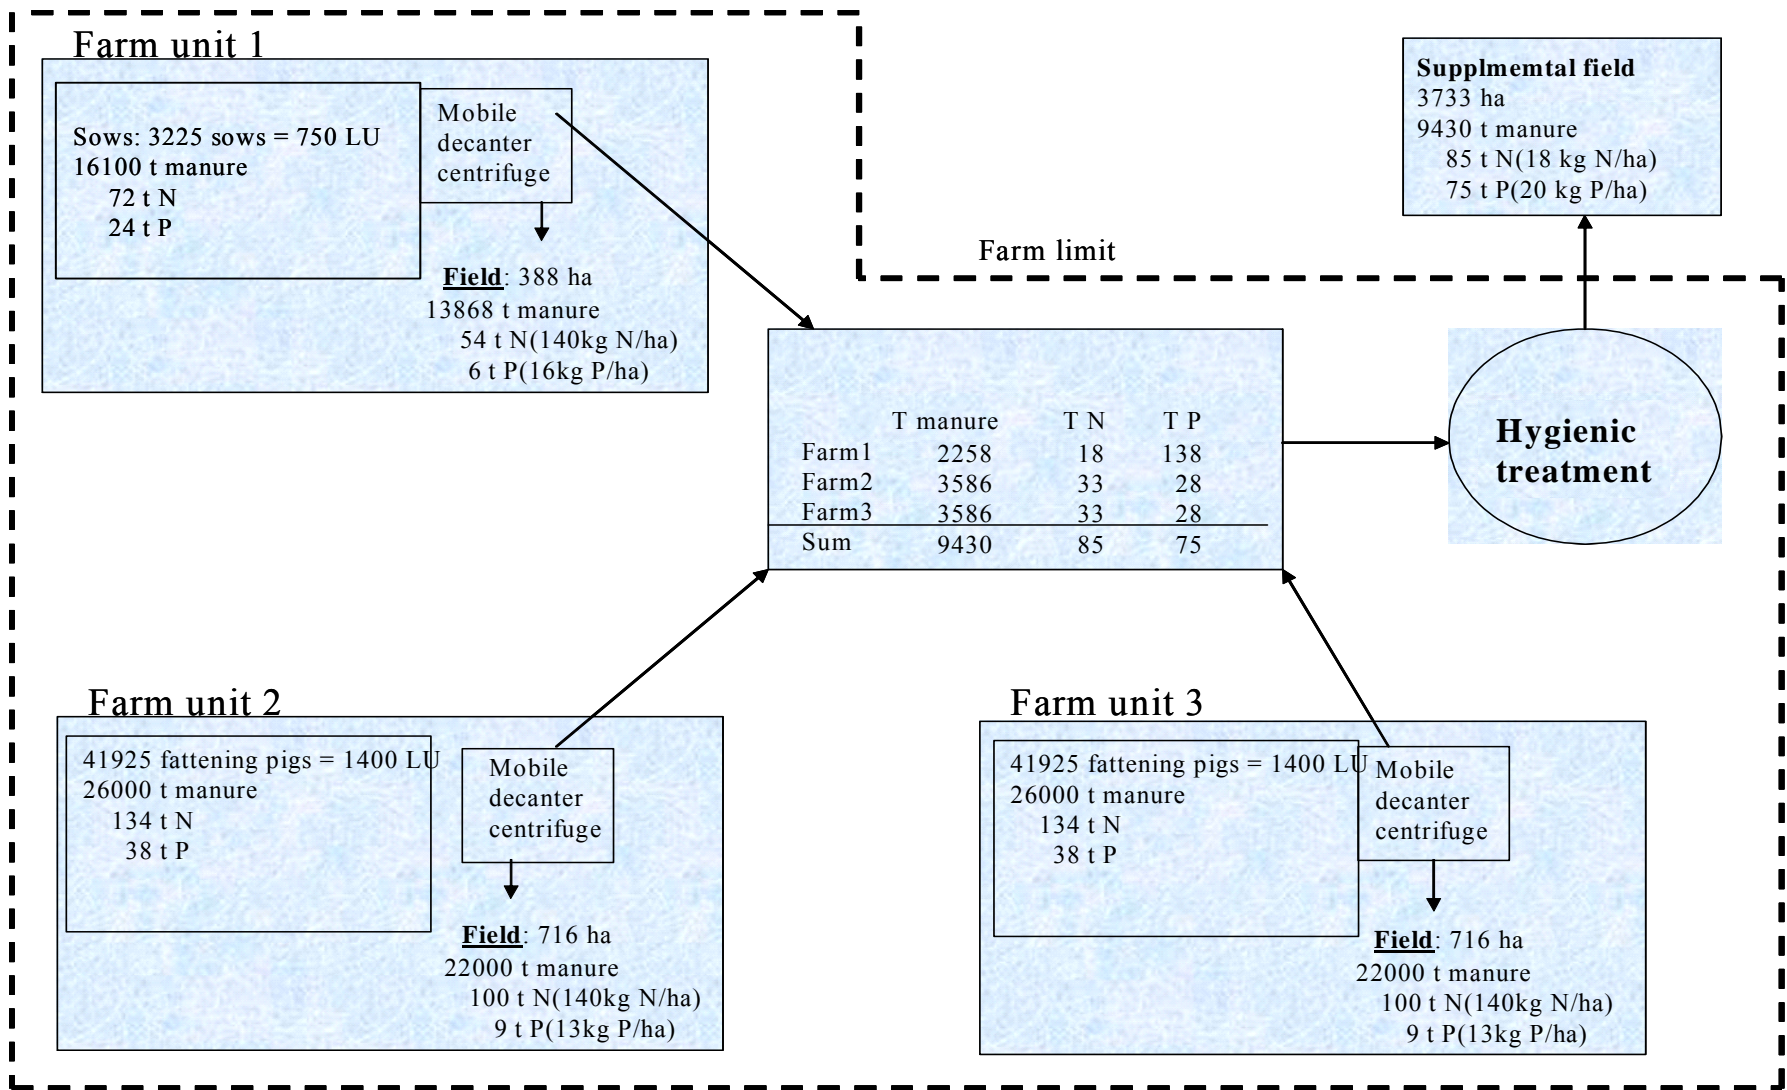 Farm unit 1
Sows: 3225 sows = 750 LU
16100 t manure
72 t N
24 t P
Mobile
decanter
centrifuge
Field: 388 ha
13868 t manure
54 t N(140kg N/ha)
6 t P(16kg P/ha)
Supplmemtal field
3733 ha
9430 t manure
85 t N(18 kg N/ha)
75 t P(20 kg P/ha)
Farm limit
T manure T N T P
Farm1 2258 18 138
Farm2 3586 33 28
Farm3 3586 33 28
Sum 9430 85 75
Hygienic
treatment
Farm unit 2
41925 fattening pigs = 1400 LU
26000 t manure
134 t N
38 t P
Mobile
decanter
centrifuge
Field: 716 ha
22000 t manure
100 t N(140kg N/ha)
9 t P(13kg P/ha)
Farm unit 3
41925 fattening pigs = 1400 LU
26000 t manure
134 t N
38 t P
Mobile
decanter
centrifuge
Field: 716 ha
22000 t manure
100 t N(140kg N/ha)
9 t P(13kg P/ha)